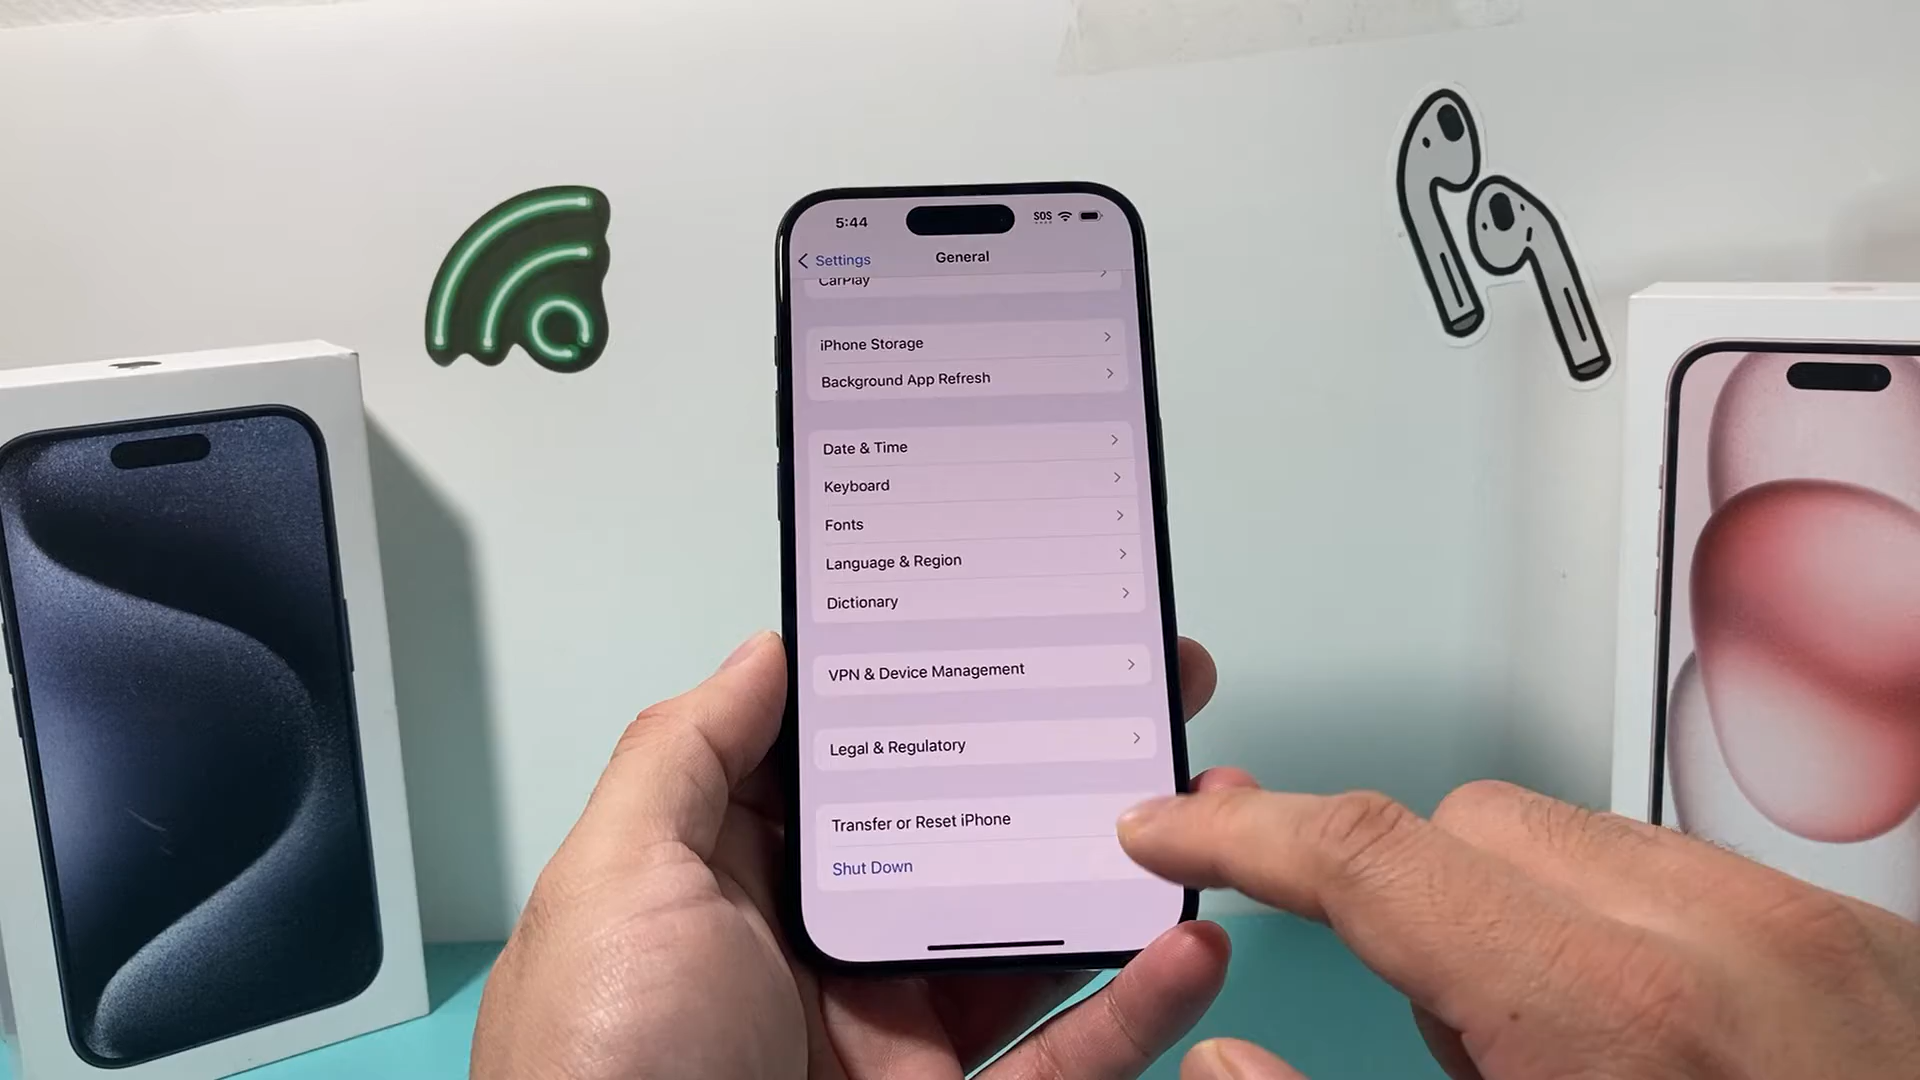 5:44
SOS
Settings
General
CarPlay
iPhone Storage
Background App Refresh
Date & Time
Keyboard
Fonts
Language & Region
Dictionary
VPN & Device Management
Legal & Regulatory
Transfer or Reset iPhone
Shut Down